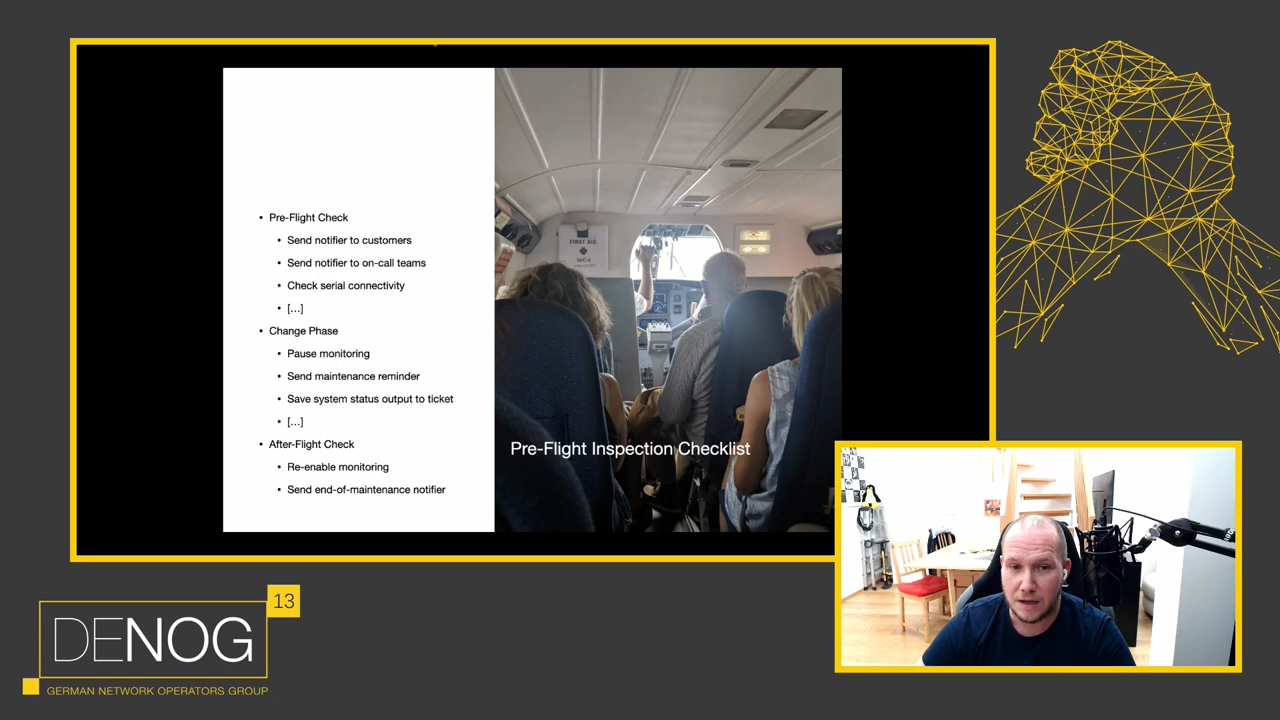 • Pre-Flight Check
• Send notifier to customers
• Send notifier to on-call teams
• Check serial connectivity
• [...]
• Change Phase
• Pause monitoring
• Send maintenance reminder
• Save system status output to ticket
• [...]
• After-Flight Check
• Re-enable monitoring
• Send end-of-maintenance notifier
FIRST AID
Pre-Flight Inspection Checklist
13
DENOG
GERMAN NETWORK OPERATORS GROUP